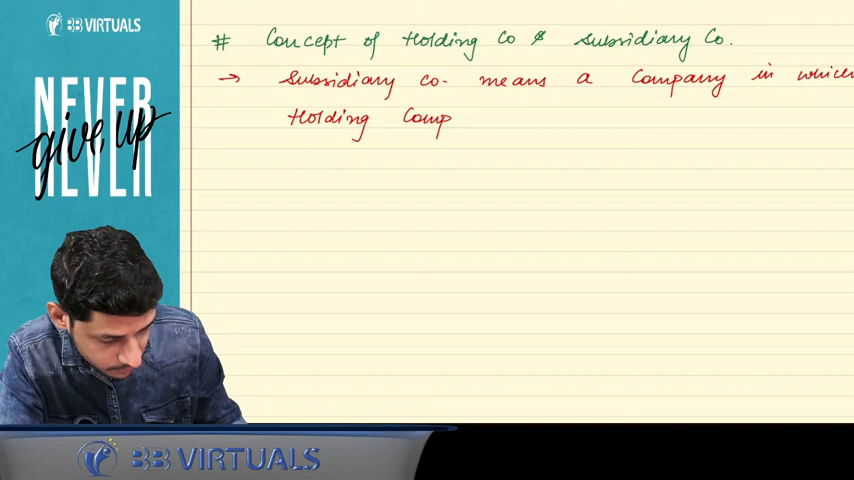 BB VIRTUALS
# Concept of Holding Co & Subsidiary Co.
→ Subsidiary co. means a Company in which
Holding Comp
NEVER
give up
NEVER
BB VIRTUALS